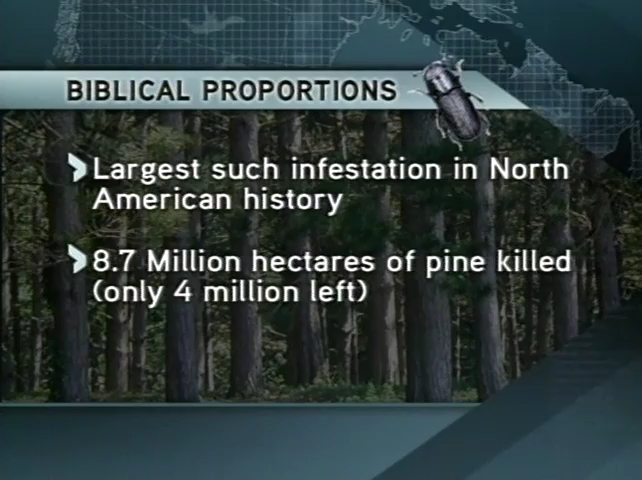 BIBLICAL PROPORTIONS
Largest such infestation in North
American history
8.7 Million hectares of pine killed
(only 4 million left)